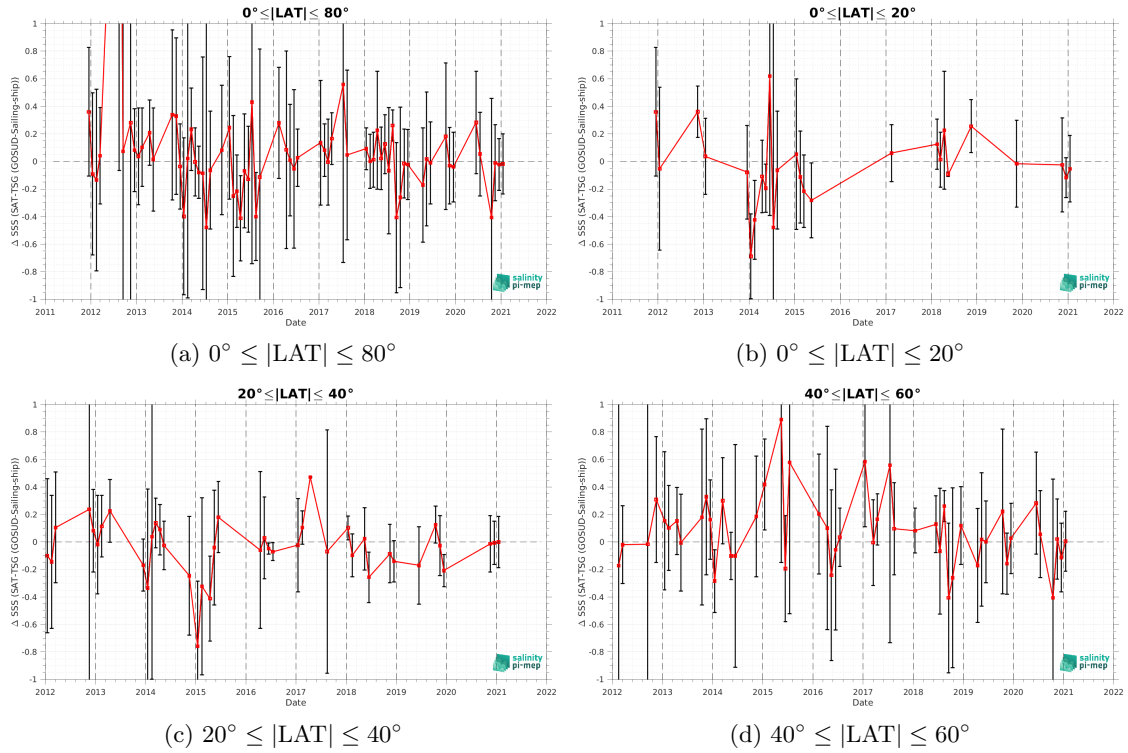 0°≤|LAT|≤ 80°
Δ SSS (SAT-TSG (GOSUD-Sailing-ship))
1
0.8
0.6
0.4
0.2
0
-0.2
-0.4
-0.6
-0.8
-1
2011 2012 2013 2014 2015 2016 2017 2018 2019 2020 2021 2022
Date
salinity
pi-mep
(a) 0° ≤ |LAT| ≤ 80°
0°≤|LAT|≤ 20°
Δ SSS (SAT-TSG (GOSUD-Sailing-ship))
1
0.8
0.6
0.4
0.2
0
-0.2
-0.4
-0.6
-0.8
-1
2011 2012 2013 2014 2015 2016 2017 2018 2019 2020 2021 2022
Date
salinity
pi-mep
(b) 0° ≤ |LAT| ≤ 20°
20°≤|LAT|≤ 40°
Δ SSS (SAT-TSG (GOSUD-Sailing-ship))
1
0.8
0.6
0.4
0.2
0
-0.2
-0.4
-0.6
-0.8
-1
2012 2013 2014 2015 2016 2017 2018 2019 2020 2021 2022
Date
salinity
pi-mep
(c) 20° ≤ |LAT| ≤ 40°
40°≤|LAT|≤ 60°
Δ SSS (SAT-TSG (GOSUD-Sailing-ship))
1
0.8
0.6
0.4
0.2
0
-0.2
-0.4
-0.6
-0.8
-1
2012 2013 2014 2015 2016 2017 2018 2019 2020 2021 2022
Date
salinity
pi-mep
(d) 40° ≤ |LAT| ≤ 60°